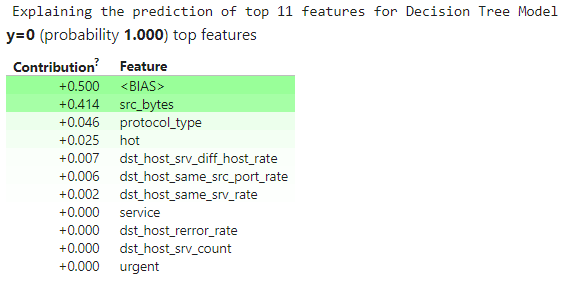 Explaining the prediction of top 11 features for Decision Tree Model
y=0 (probability 1.000) top features
Contribution? Feature
+0.500 <BIAS>
+0.414 src_bytes
+0.046 protocol_type
+0.025 hot
+0.007 dst_host_srv_diff_host_rate
+0.006 dst_host_same_src_port_rate
+0.002 dst_host_same_srv_rate
+0.000 service
+0.000 dst_host_rerror_rate
+0.000 dst_host_srv_count
+0.000 urgent